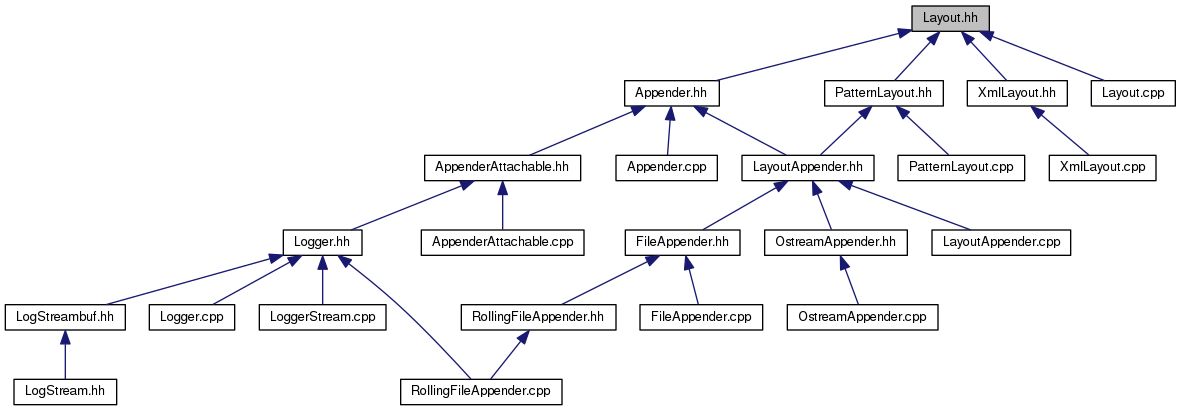 Layout.hh
Appender.hh
PatternLayout.hh
XmlLayout.hh
Layout.cpp
AppenderAttachable.hh
Appender.cpp
LayoutAppender.hh
PatternLayout.cpp
XmlLayout.cpp
Logger.hh
AppenderAttachable.cpp
FileAppender.hh
OstreamAppender.hh
LayoutAppender.cpp
LogStreambuf.hh
Logger.cpp
LoggerStream.cpp
RollingFileAppender.hh
FileAppender.cpp
OstreamAppender.cpp
LogStream.hh
RollingFileAppender.cpp